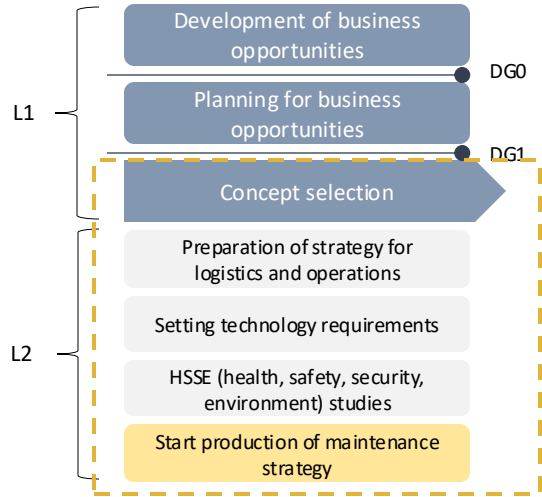 Development of business
opportunities
DG0
L1
Planning for business
opportunities
DG1
Concept selection
Preparation of strategy for
logistics and operations
Setting technology requirements
L2
HSSE (health, safety, security,
environment) studies
Start production of maintenance
strategy